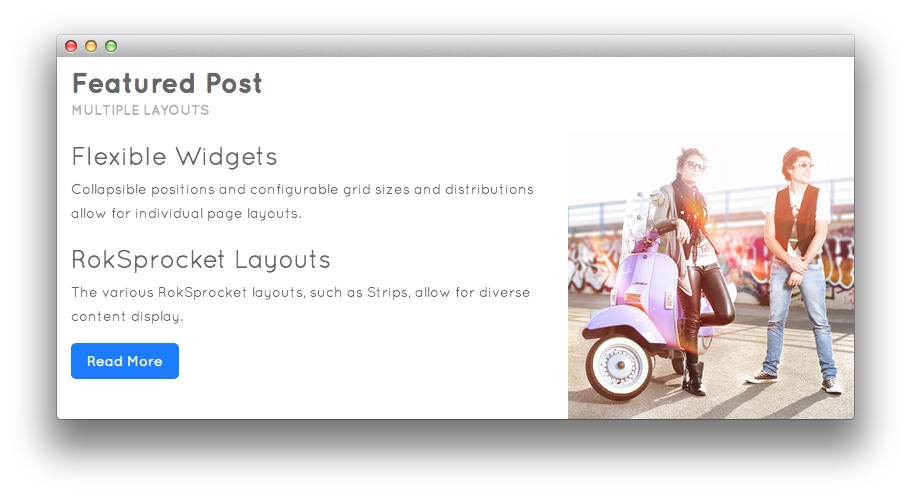 Featured Post
MULTIPLE LAYOUTS
Flexible Widgets
Collapsible positions and configurable grid sizes and distributions
allow for individual page layouts.
RokSprocket Layouts
The various RokSprocket layouts, such as Strips, allow for diverse
content display.
Read More